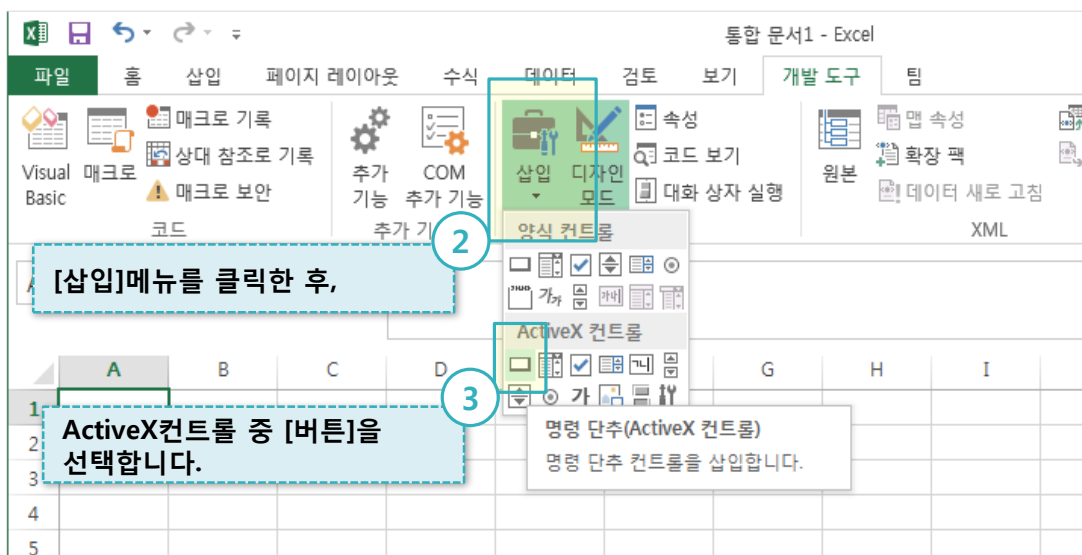 통합 문서1 - Excel
파일 홈 삽입 페이지 레이아웃 수식 데이터 검토 보기 개발 도구 팀
Visual Basic
매크로
매크로 기록
상대 참조로 기록
매크로 보안
코드
추가 기능
COM 추가 기능
추가 기
삽입
디자인 모드
속성
코드 보기
대화 상자 실행
원본
맵 속성
확장 팩
데이터 새로 고침
XML
2
양식 컨트롤
[삽입]메뉴를 클릭한 후,
ActiveX 컨트롤
A B C D G H I
3
1
ActiveX컨트롤 중 [버튼]을
선택합니다.
명령 단추(ActiveX 컨트롤)
명령 단추 컨트롤을 삽입합니다.
2
3
4
5